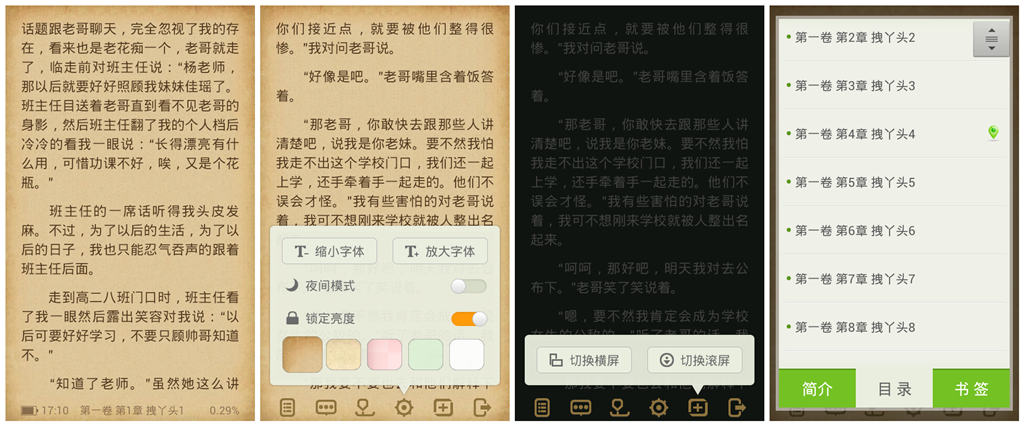 话题跟老哥聊天，完全忽视了我的存
在，看来也是老花痴一个，老哥就走
了，临走前对班主任说：“杨老师，
那以后就要好好照顾我妹妹佳瑶了。
班主任目送着老哥直到看不见老哥的
身影，然后班主任翻了我的个人档后
冷冷的看我一眼说：“长得漂亮有什
么用，可惜功课不好，唉，又是个花
瓶。”
班主任的一席话听得我头皮发
麻。不过，为了以后的生活，为了以
后的日子，我也只能忍气吞声的跟着
班主任后面。
走到高二八班门口时，班主任看
了我一眼然后露出笑容对我说：“以
后可要好好学习，不要只顾帅哥知道
不。”
“知道了老师。”虽然她这么讲
17:10 第一卷 第1章 拽丫头1 0.29%
你们接近点，就要被他们整得很
惨。”我对问老哥说。
“好像是吧。”老哥嘴里含着饭答
着。
“那老哥，你敢快去跟那些人讲
清楚吧，说我是你老妹。要不然我怕
我走不出这个学校门口，我们还一起
上学，还手牵着手一起走的。他们不
误会才怪。”我有些害怕的对老哥说
着，我可不想刚来学校就被人整出名
T- 缩小字体
T+ 放大字体
夜间模式
锁定亮度
你们接近点，就要被他们整得很
惨。”我对问老哥说。
“好像是吧。”老哥嘴里含着饭答
着。
“那老哥，你敢快去跟那些人讲
清楚吧，说我是你老妹。要不然我怕
我走不出这个学校门口，我们还一起
上学，还手牵着手一起走的。他们不
误会才怪。”我有些害怕的对老哥说
着，我可不想刚来学校就被人整出名
起来。
“呵呵，那好吧，明天我对去公
布下。”老哥笑了笑说着。
“嗯，要不然我肯定会成为学校
切换横屏
切换滚屏
第一卷 第2章 拽丫头2
第一卷 第3章 拽丫头3
第一卷 第4章 拽丫头4
第一卷 第5章 拽丫头5
第一卷 第6章 拽丫头6
第一卷 第7章 拽丫头7
第一卷 第8章 拽丫头8
简介
目录
书签